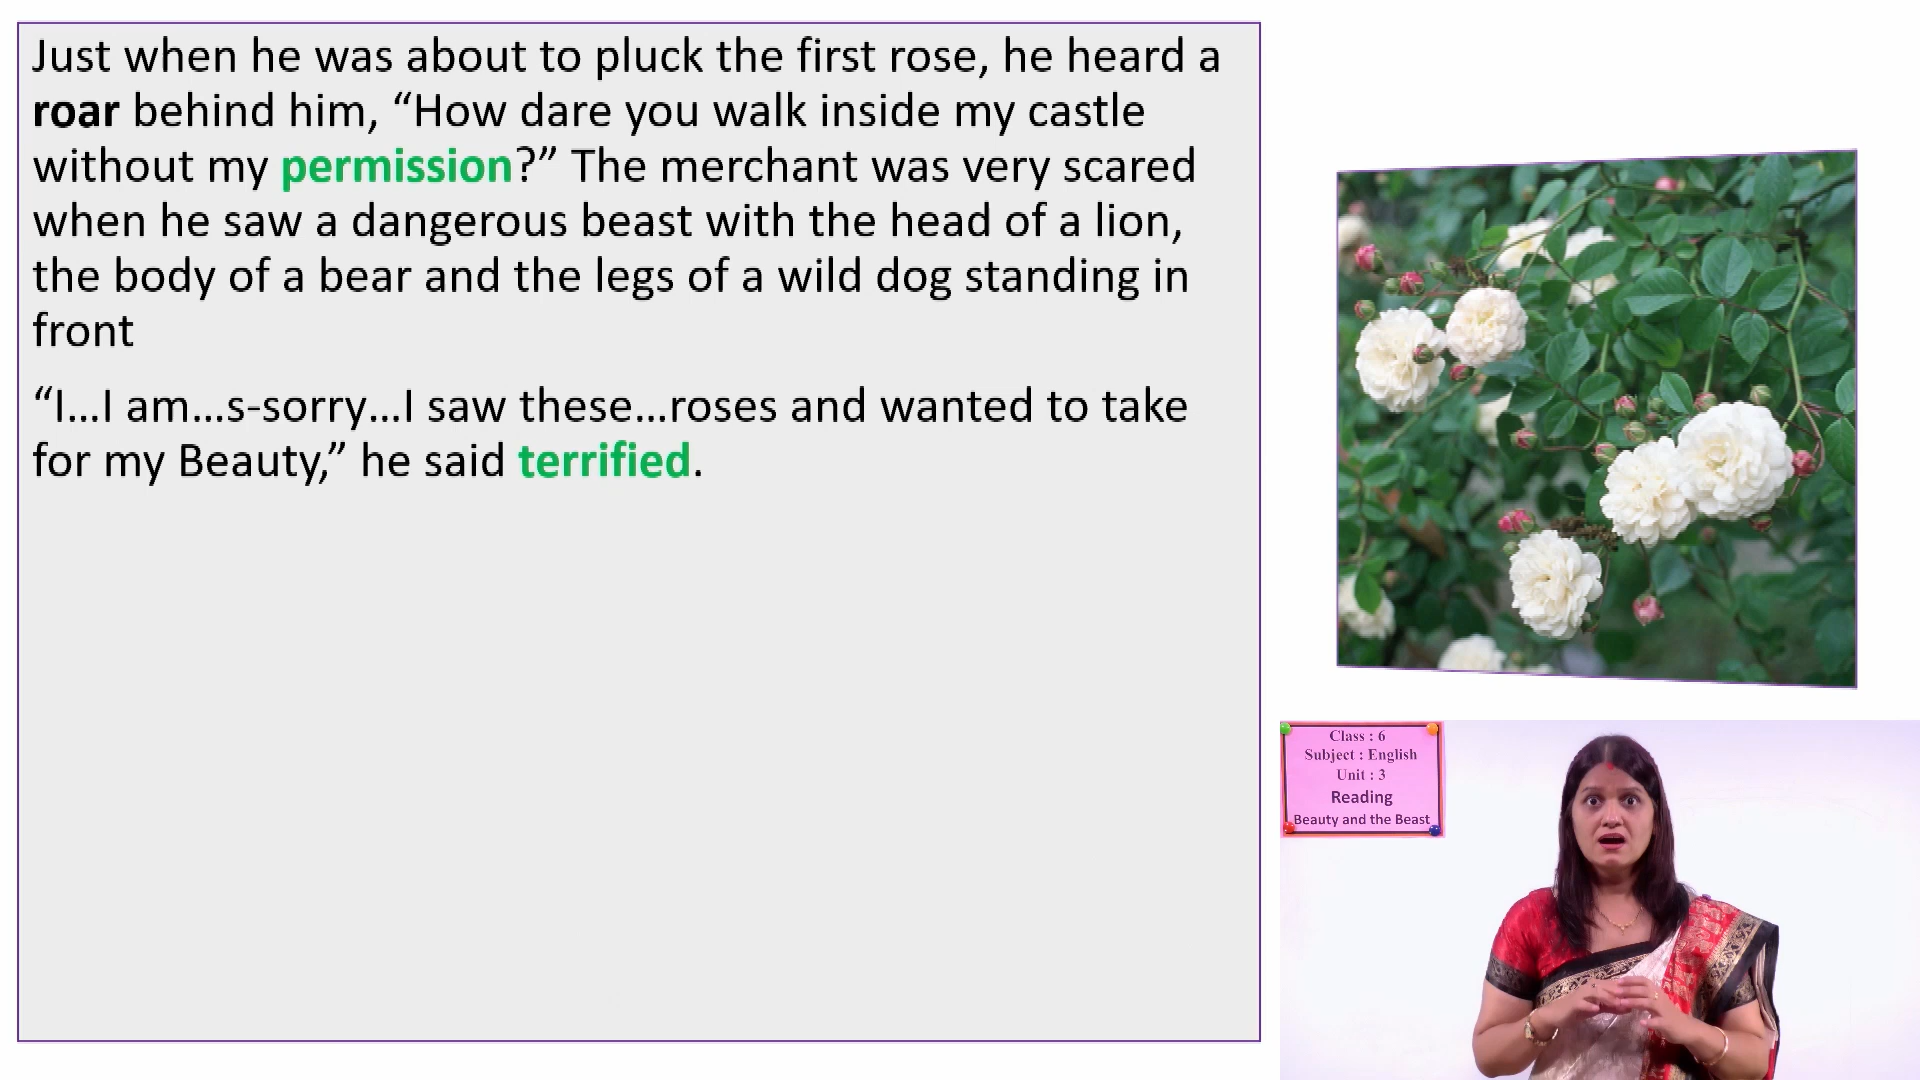 Just when he was about to pluck the first rose, he heard a
roar behind him, “How dare you walk inside my castle
without my permission?” The merchant was very scared
when he saw a dangerous beast with the head of a lion,
the body of a bear and the legs of a wild dog standing in
front
“I...I am...s-sorry...I saw these...roses and wanted to take
for my Beauty,” he said terrified.
Class : 6
Subject : English
Unit : 3
Reading
Beauty and the Beast